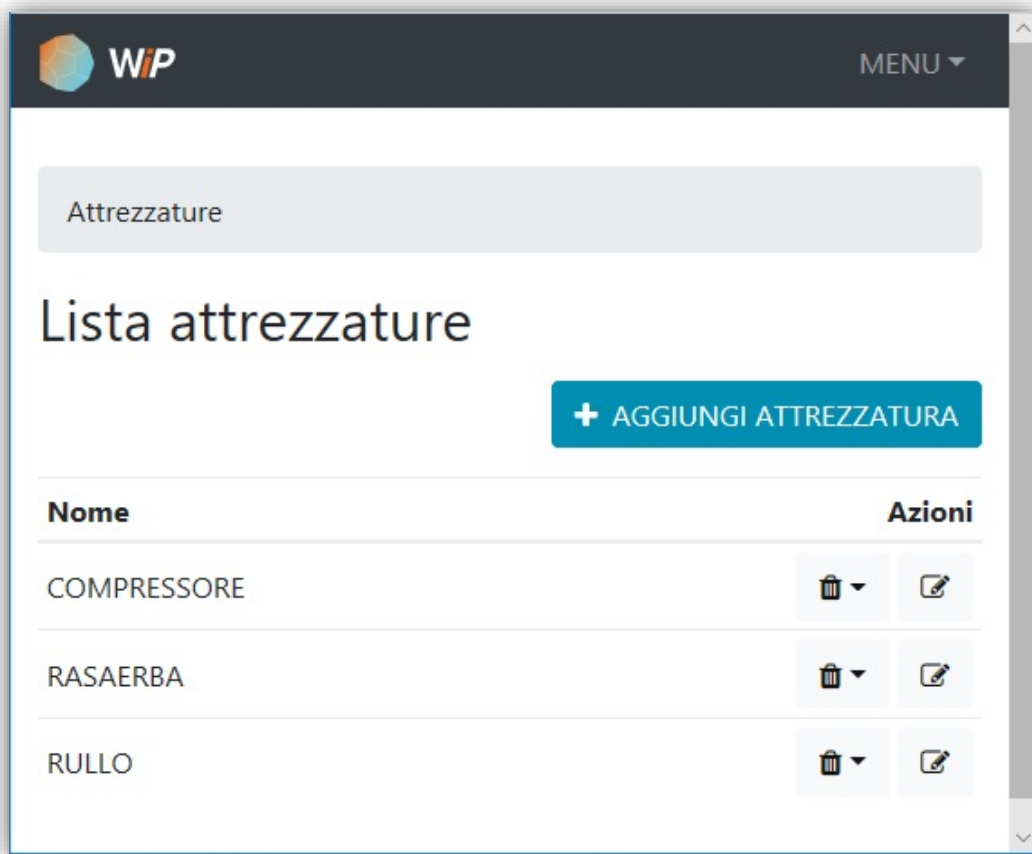 WiP
MENU
Attrezzature
Lista attrezzature
AGGIUNGI ATTREZZATURA
Nome Azioni
COMPRESSORE
RASAERBA
RULLO